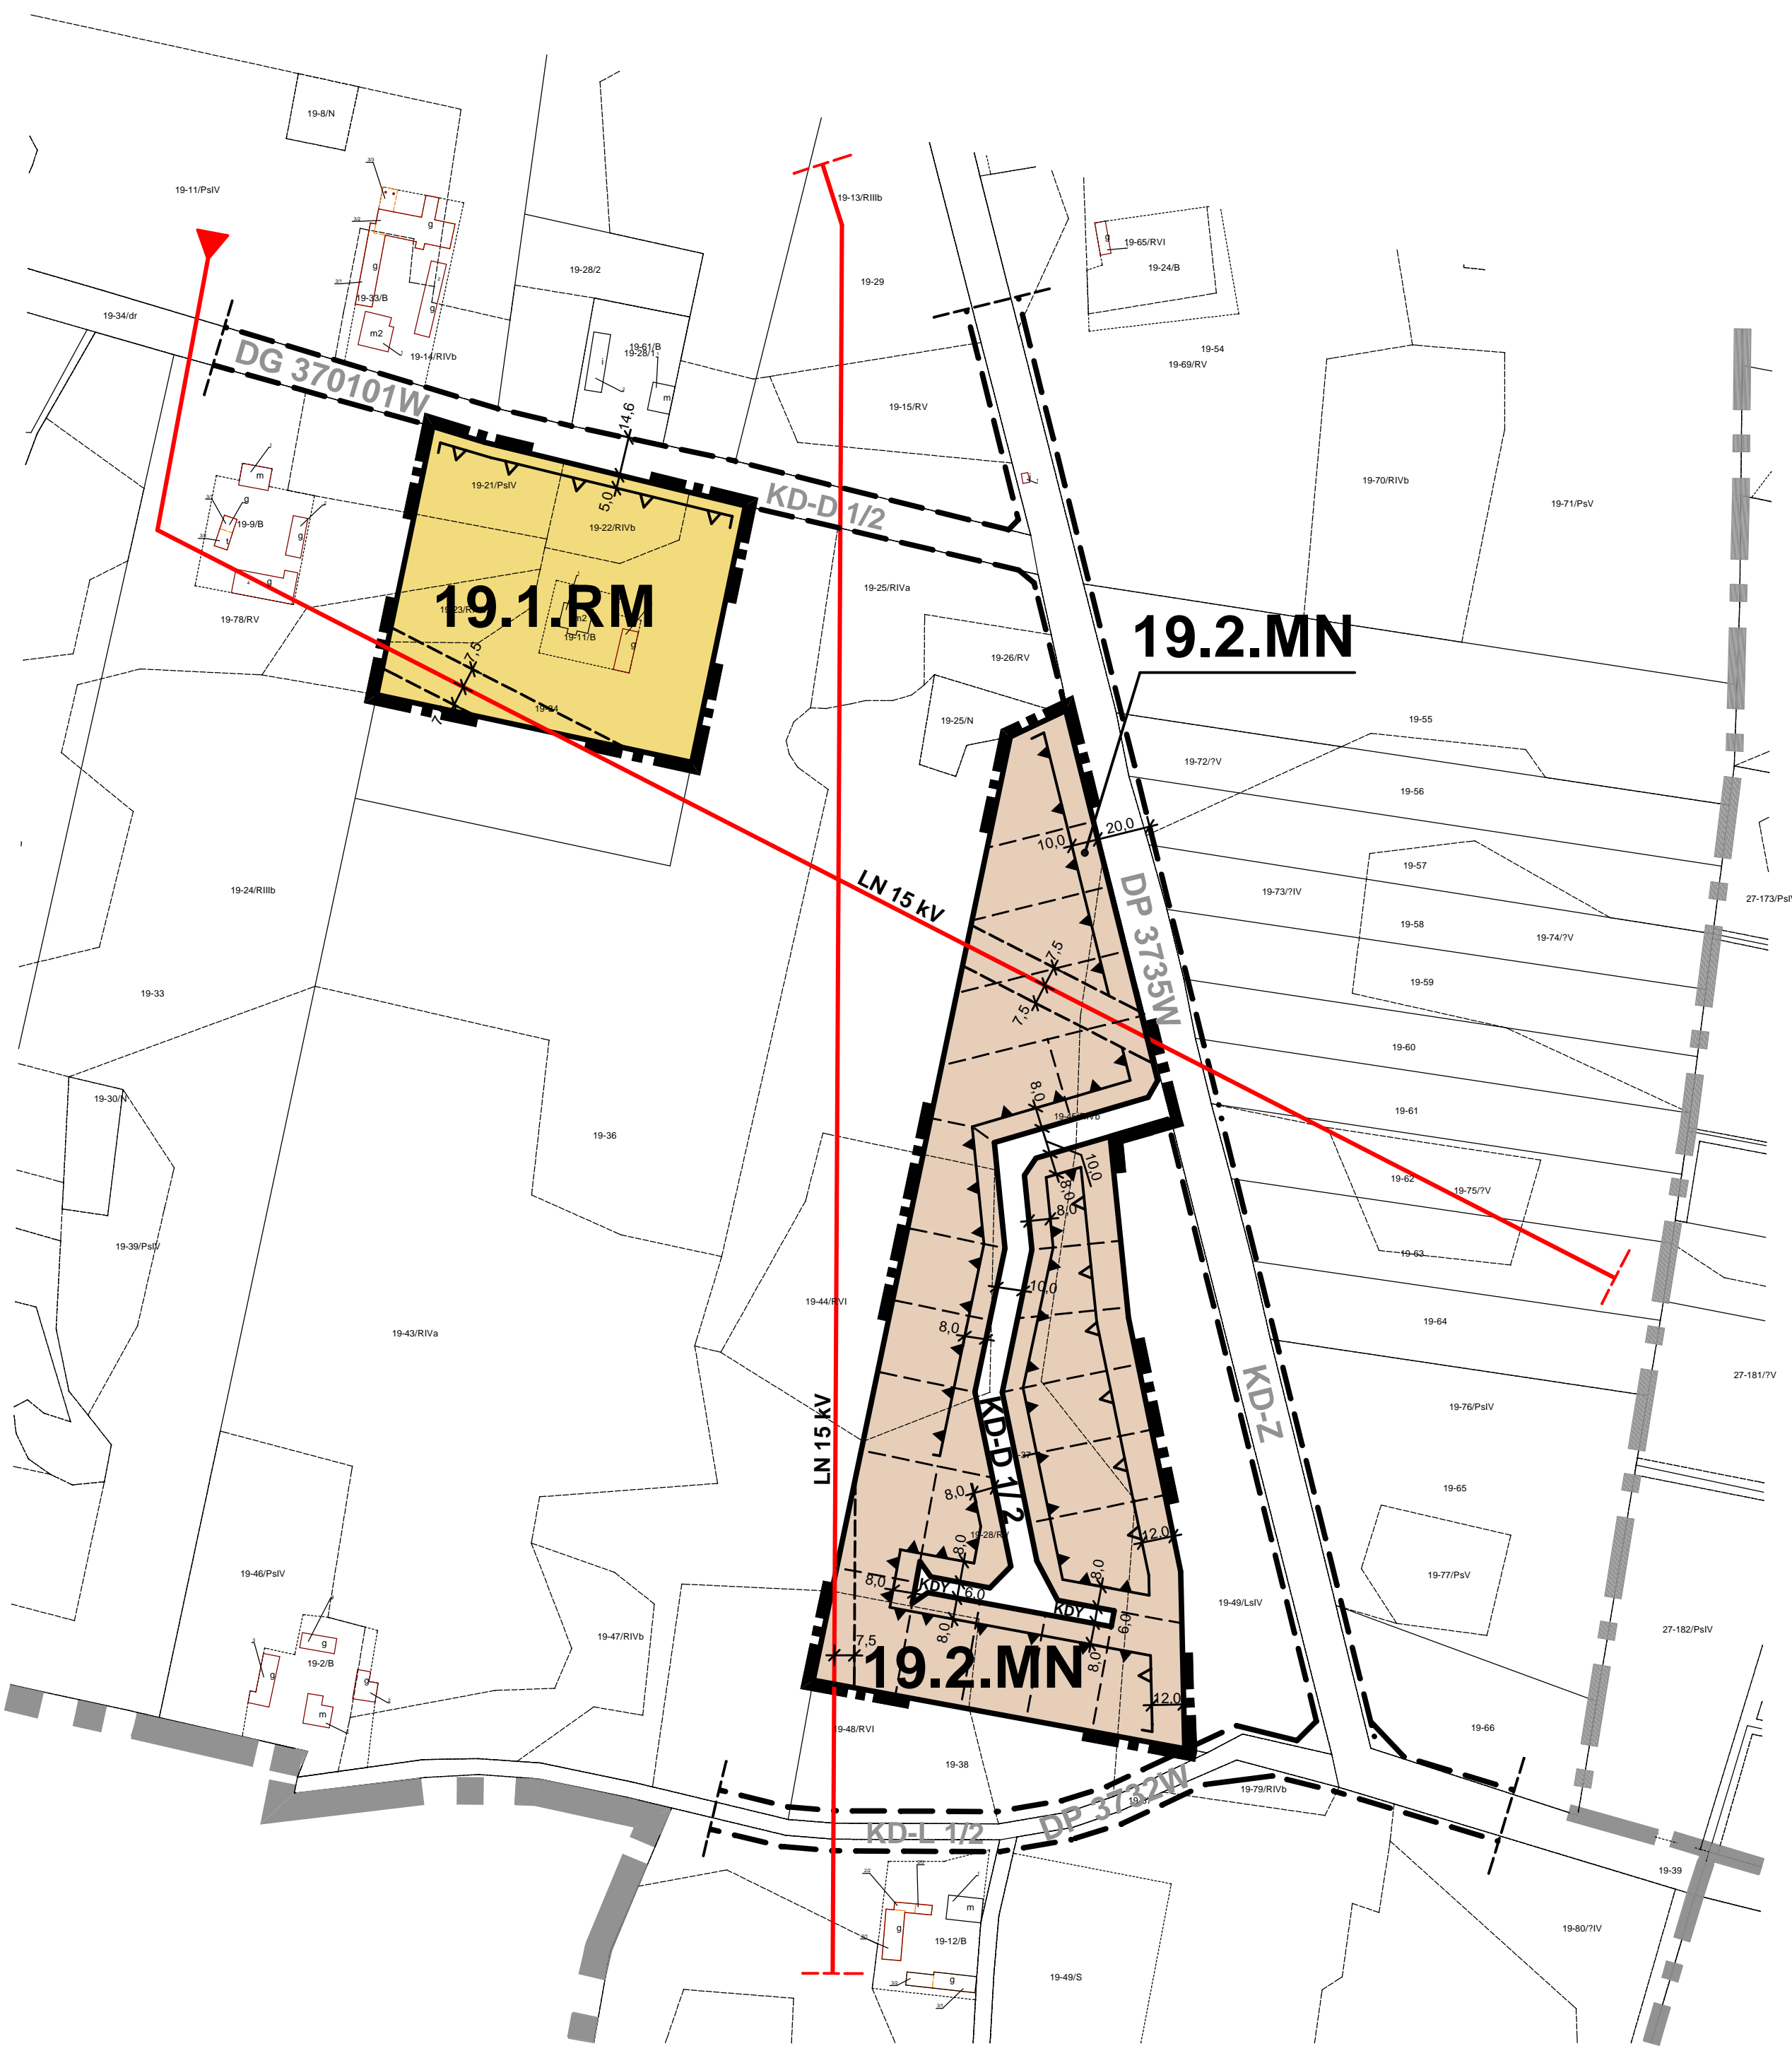 19-8/N
19-11/PsIV
19-13/RIIIb
g
19-65/RVI
19-24/B
g
g
g
19-28/2
19-29
19-33/B
19-34/dr
m2
19-14/RIVb
19-61/B
19-28/1
i
m
19-54
19-69/RV
DG 370101W
14,6
19-15/RV
m
19-21/PsIV
5,0
KD-D 1/2
19-70/RIVb
19-71/PsV
g
19-9/B
t
g
g
19-22/RIVb
19-25/RIVa
19.1.RM
m2
19-11/B
g
19-78/RV
19.2.MN
19-26/RV
7,5
19-24
19-25/N
19-55
19-72/?V
19-56
20,0
10,0
19-57
LN 15 kV
DP 3735W
19-24/RIIIb
19-73/?IV
27-173/PsIV
19-58
19-74/?V
7,5
7,5
19-59
19-33
19-60
19-30/N
8,0
19-61
19-36
10,0
8,0
19-62
19-75/?V
8,0
19-39/PsIV
19-63
10,0
19-44/RVI
8,0
19-43/RIVa
19-64
KD-Z
27-181/?V
KD-D 1/2
LN 15 kV
19-76/PsIV
8,0
19-65
19-28/RV
12,0
8,0
8,0
19-46/PsIV
8,0
KDY
6,0
KDY
6,0
19-77/PsV
19-49/LsIV
8,0
19-47/RIVb
27-182/PsIV
g
19-2/B
g
g
m
7,5
8,0
19.2.MN
12,0
19-48/RVI
19-66
19-38
19-79/RIVb
DP 3732W
KD-L 1/2
19-39
m
g
19-12/B
19-80/?IV
g
19-49/S